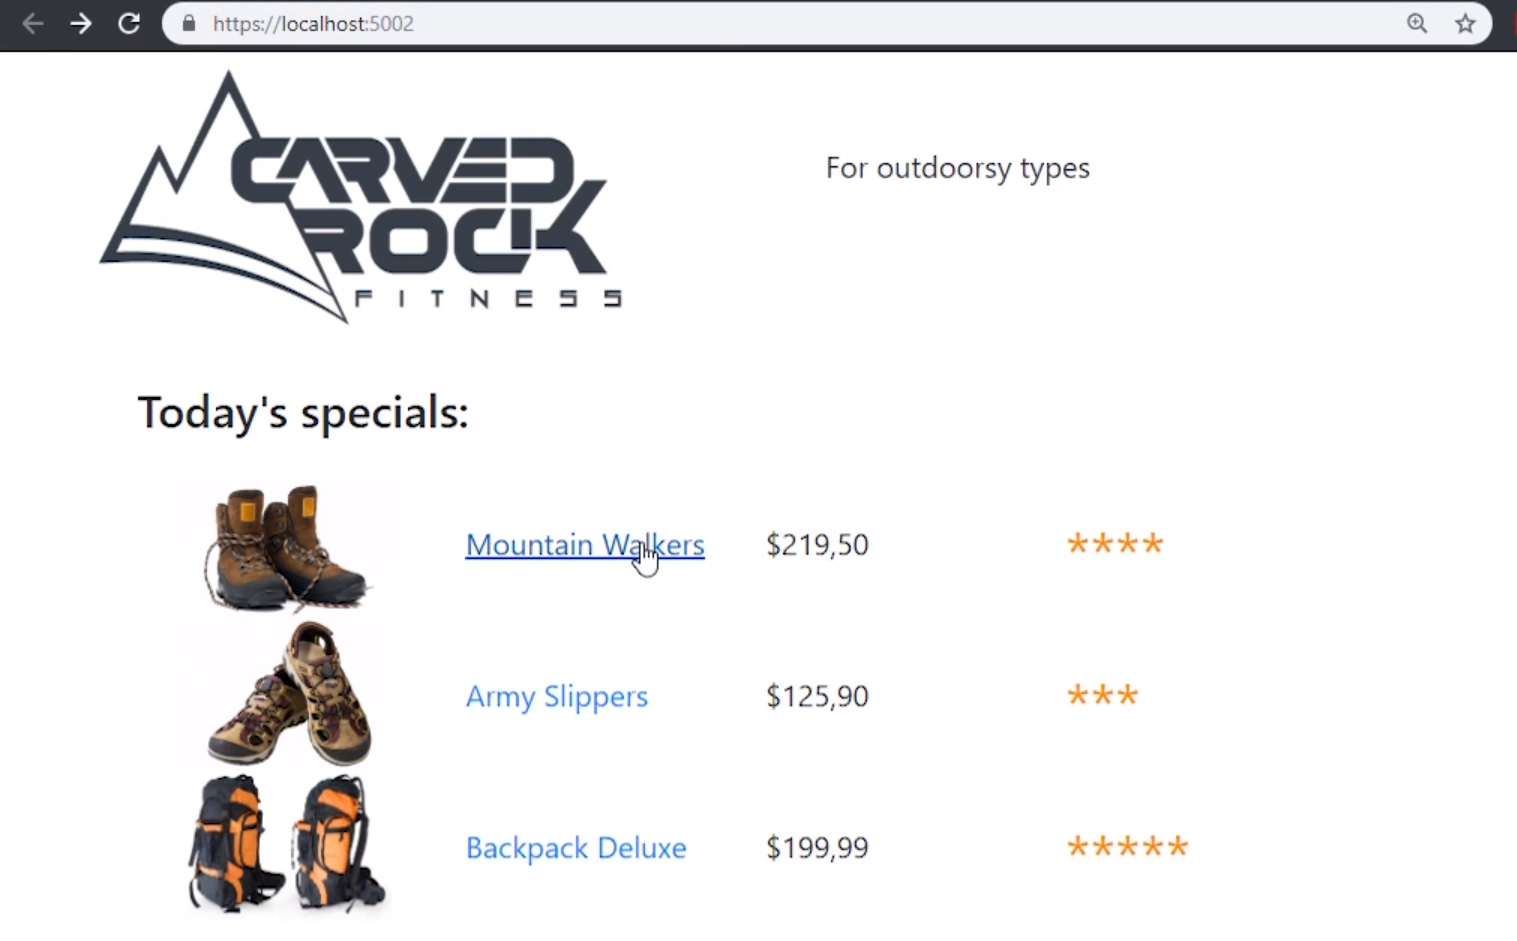 https://localhost:5002
CARVED
ROCK
FITNESS
For outdoorsy types
Today's specials:
Mountain Walkers $219,50 ****
Army Slippers $125,90 ***
Backpack Deluxe $199,99 *****